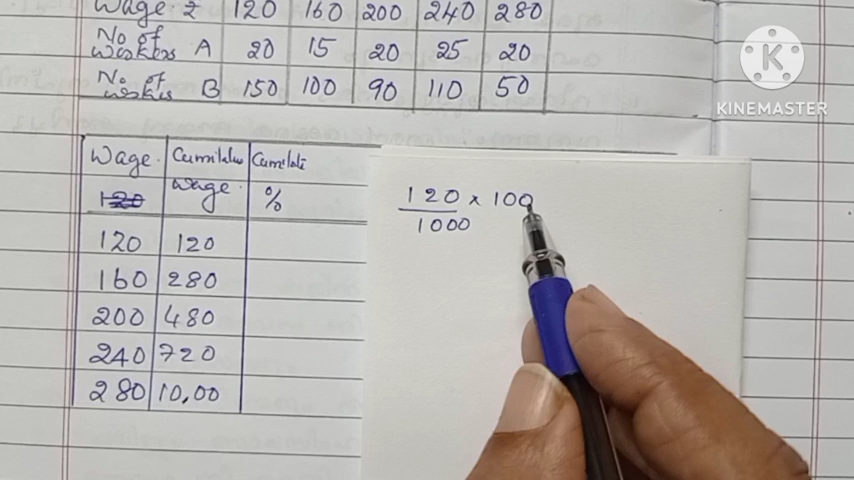 Wage ₹ 120 160 200 240 280
No of workers A 20 15 20 25 20
No of workers B 150 100 90 110 50
K
KINEMASTER
Wage. Cumilative wage. Cumilate %
120
120 120
160 280
200 480
240 720
280 10,00
120 × 100
1000